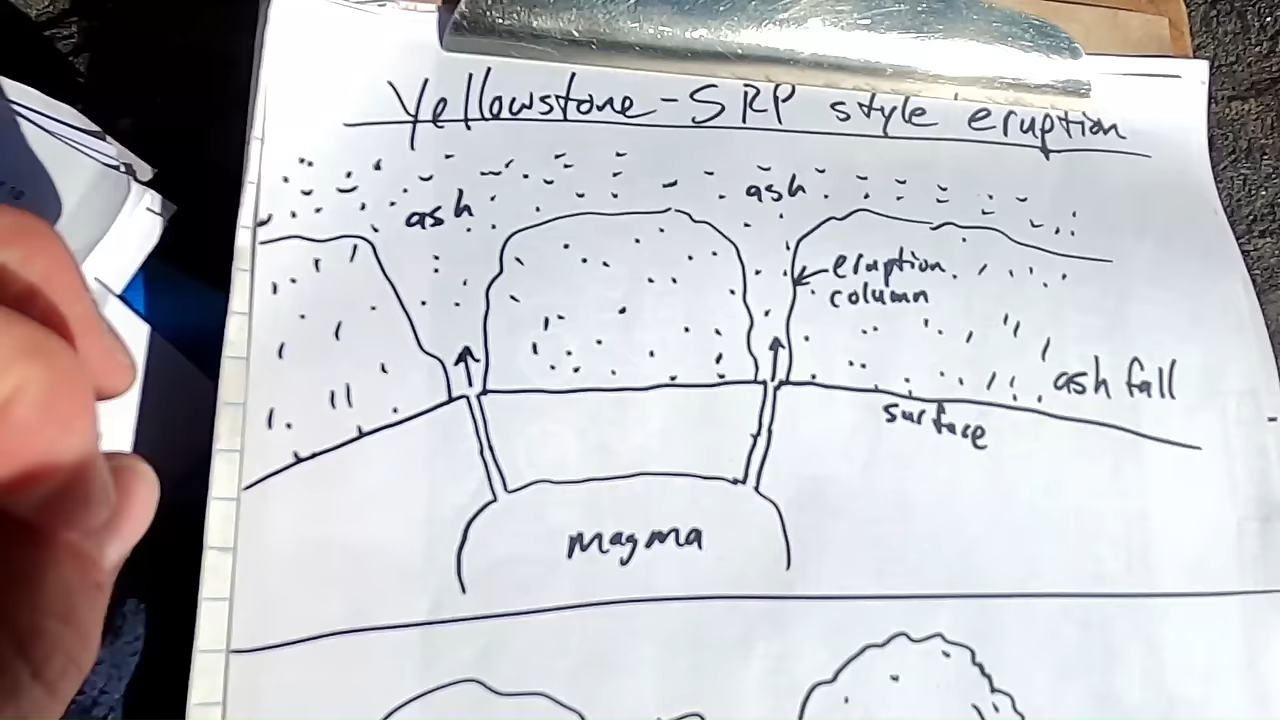 Yellowstone-SRP style eruption
ash
ash
eruption
column
ash fall
surface
magma